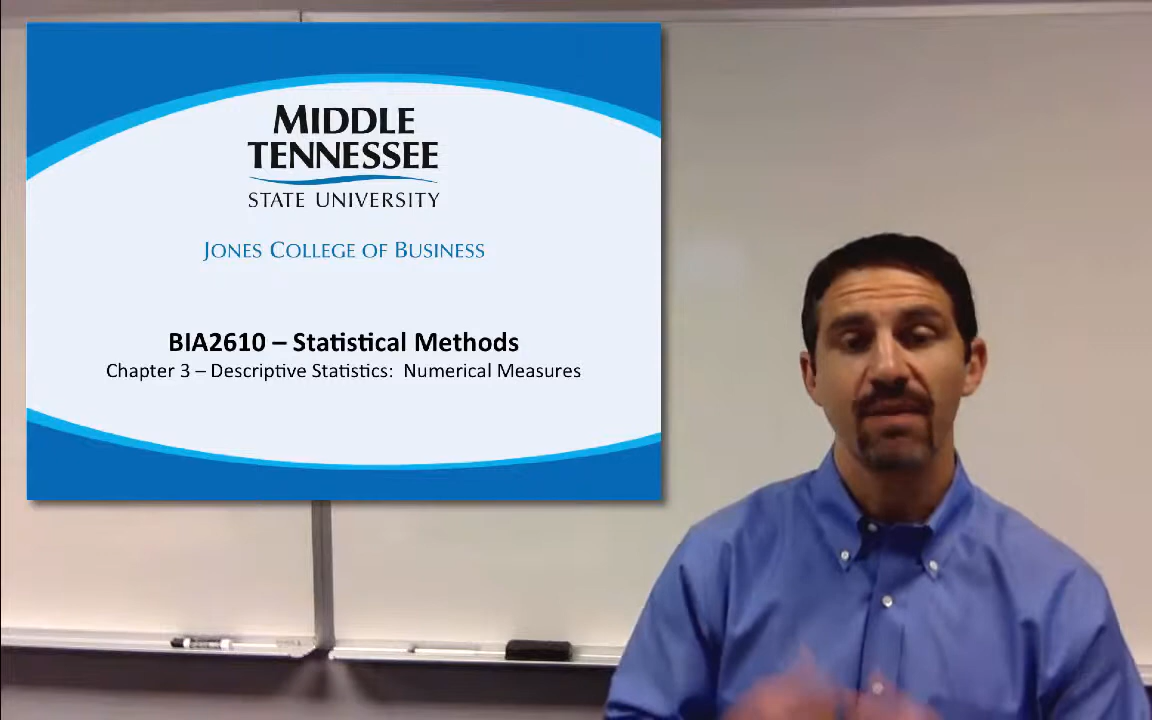 MIDDLE
TENNESSEE
STATE UNIVERSITY
JONES COLLEGE OF BUSINESS
BIA2610 – Statistical Methods
Chapter 3 – Descriptive Statistics: Numerical Measures